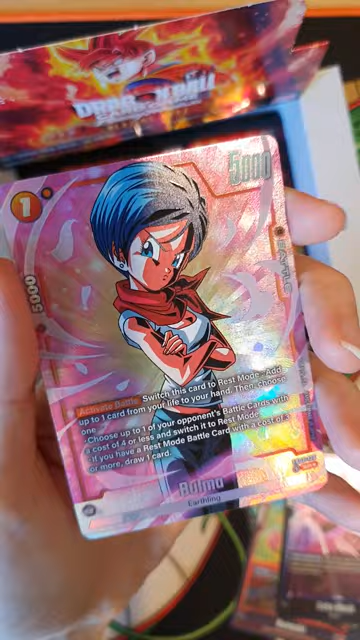 DRAGONBALL
5000
1
BATTLE
5000
Activate Battle Switch this card to Rest Mode: Add
up to 1 card from your life to your hand. Then, choose
one -
・Choose up to 1 of your opponent's Battle Cards with
a cost of 4 or less and switch it to Rest Mode.
・If you have a Rest Mode Battle Card with a cost of 3
or more, draw 1 card.
Bulma
Earthling